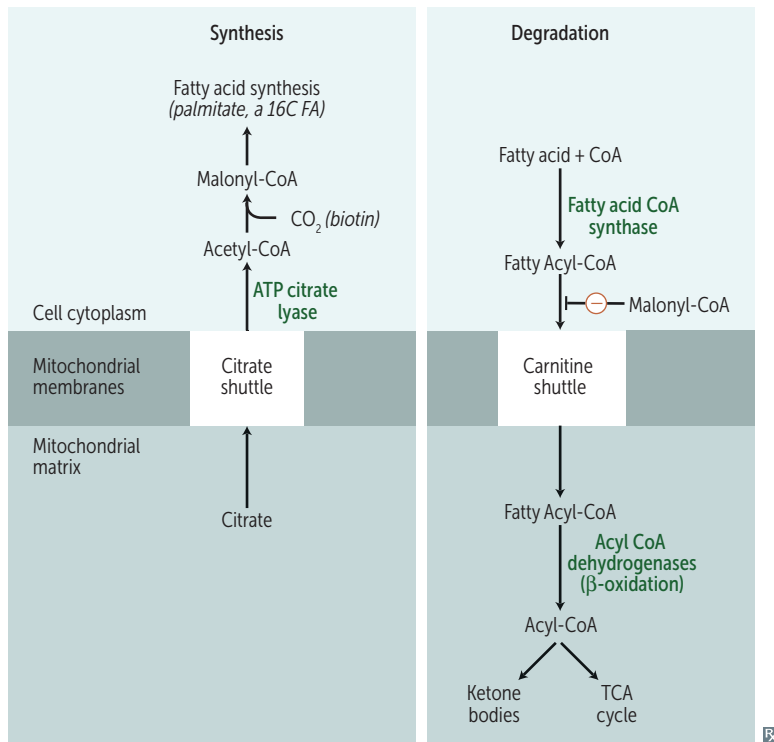 Synthesis
Fatty acid synthesis
(palmitate, a 16C FA)
Malonyl-CoA
CO2 (biotin)
Acetyl-CoA
ATP citrate
lyase
Cell cytoplasm
Mitochondrial
membranes
Citrate
shuttle
Mitochondrial
matrix
Citrate
Degradation
Fatty acid + CoA
Fatty acid CoA
synthase
Fatty Acyl-CoA
−
Malonyl-CoA
Carnitine
shuttle
Fatty Acyl-CoA
Acyl CoA
dehydrogenases
(β-oxidation)
Acyl-CoA
Ketone
bodies
TCA
cycle
℞